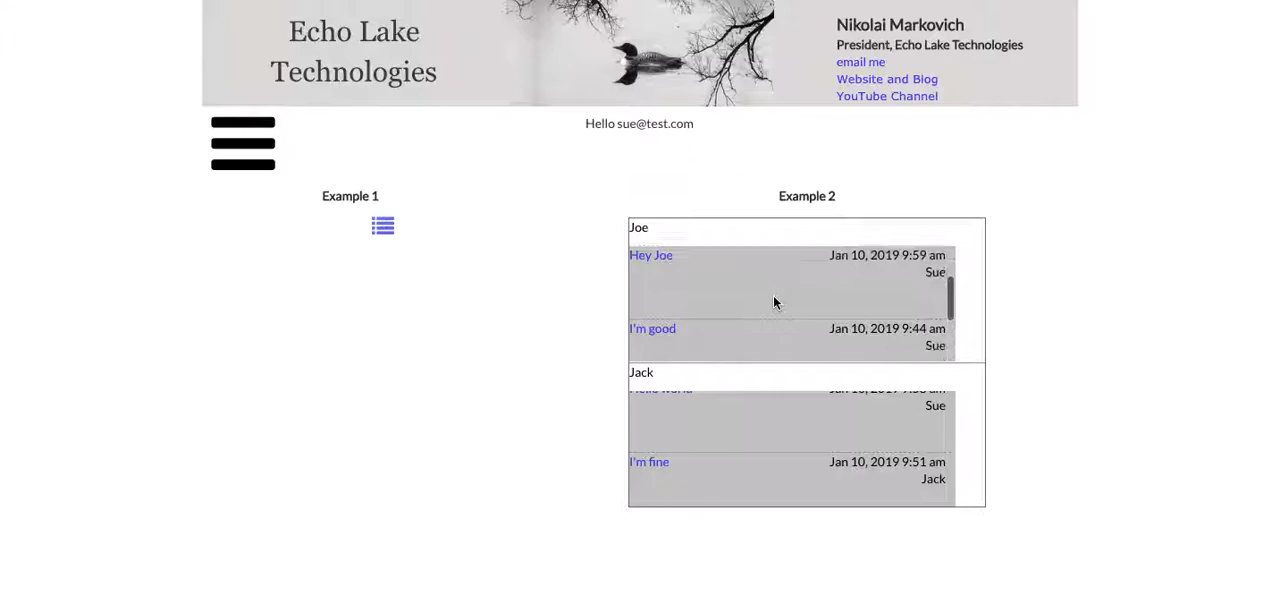 Echo Lake
Technologies
Nikolai Markovich
President, Echo Lake Technologies
email me
Website and Blog
YouTube Channel
Hello sue@test.com
Example 1
Example 2
Joe
Hey Joe
Jan 10, 2019 9:59 am
Sue
I'm good
Jan 10, 2019 9:44 am
Sue
Jack
Sue
I'm fine
Jan 10, 2019 9:51 am
Jack